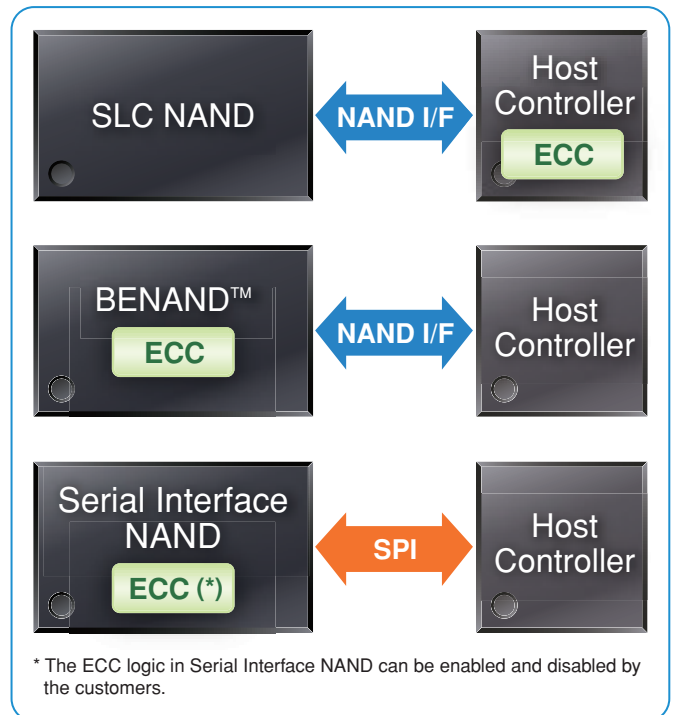 SLC NAND
NAND I/F
Host
Controller
ECC
BENAND™
ECC
NAND I/F
Host
Controller
Serial Interface
NAND
ECC (*)
SPI
Host
Controller
* The ECC logic in Serial Interface NAND can be enabled and disabled by
the customers.